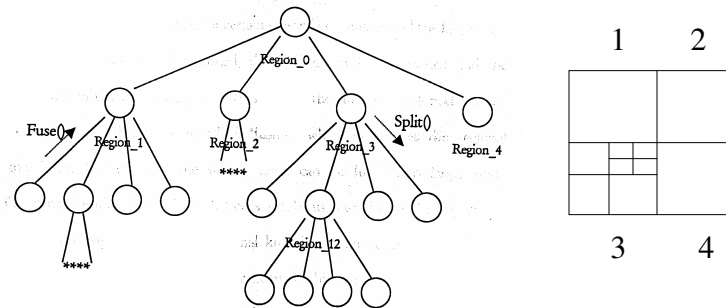 1 2
Region_0
Fuse()
Split()
Region_1
Region_2
Region_3
Region_4
****
****
Region_12
3 4